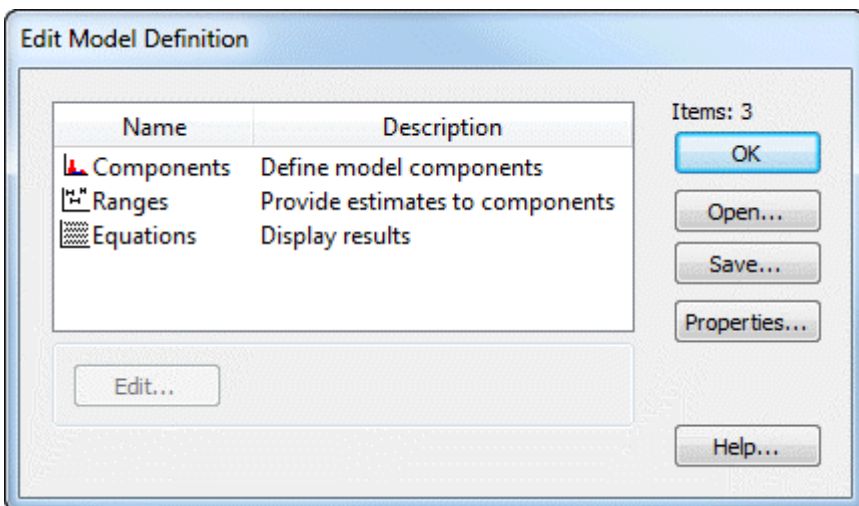 Edit Model Definition
Items: 3
Name Description
Components Define model components
Ranges Provide estimates to components
Equations Display results
OK
Open...
Save...
Properties...
Edit...
Help...